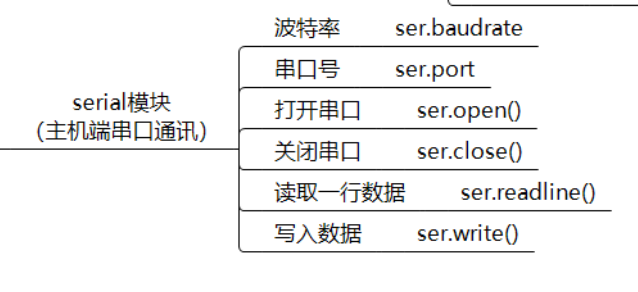 波特率 ser.baudrate
串口号 ser.port
serial模块
（主机端串口通讯）
打开串口 ser.open()
关闭串口 ser.close()
读取一行数据 ser.readline()
写入数据 ser.write()